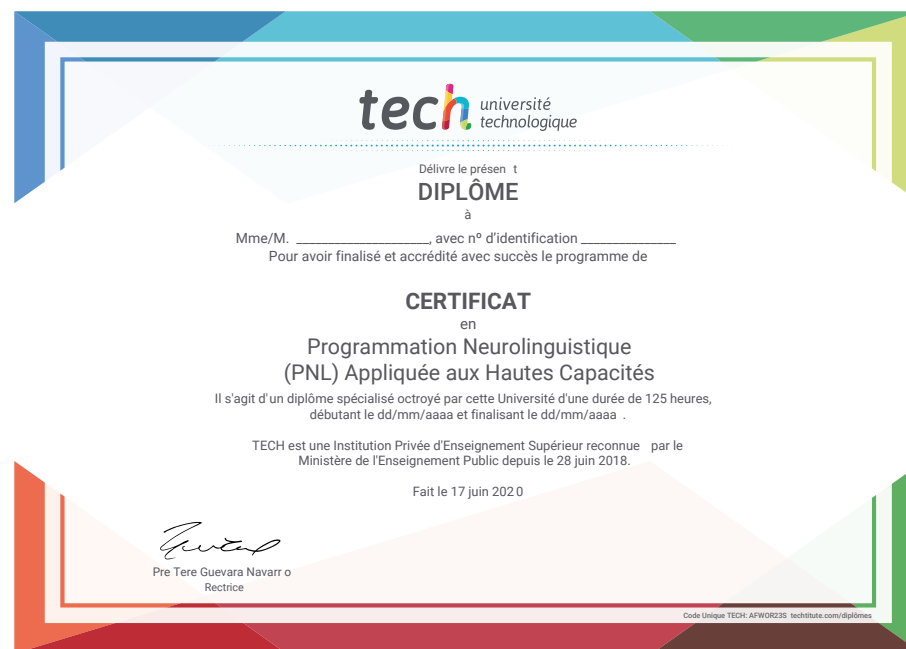 tech université
technologique
Délivre le présen t
DIPLÔME
à
Mme/M. ___________________, avec nº d'identification ______________
Pour avoir finalisé et accrédité avec succès le programme de
CERTIFICAT
en
Programmation Neurolinguistique
(PNL) Appliquée aux Hautes Capacités
Il s'agit d'un diplôme spécialisé octroyé par cette Université d'une durée de 125 heures,
débutant le dd/mm/aaaa et finalisant le dd/mm/aaaa .
TECH est une Institution Privée d'Enseignement Supérieur reconnue par le
Ministère de l'Enseignement Public depuis le 28 juin 2018.
Fait le 17 juin 2020
Pre Tere Guevara Navarr o
Rectrice
Code Unique TECH: AFWOR23S techtitute.com/diplômes